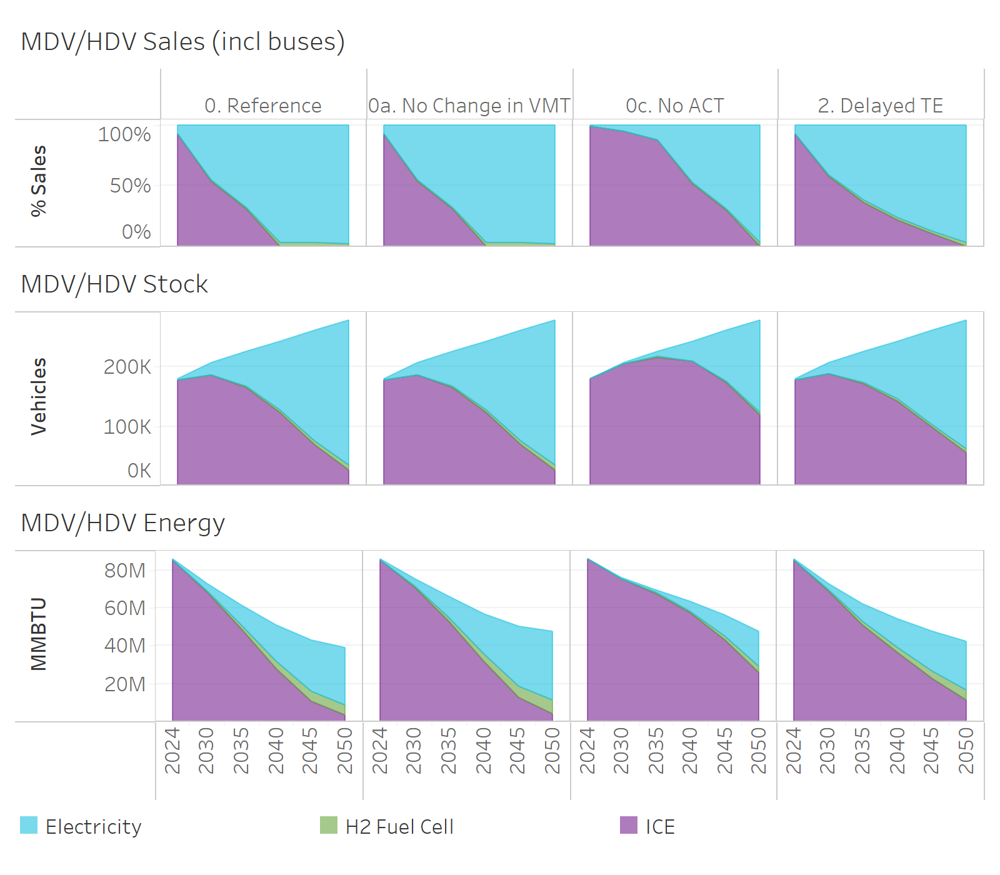 MDV/HDV Sales (incl buses)
0. Reference
0a. No Change in VMT
0c. No ACT
2. Delayed TE
% Sales
100%
50%
0%
MDV/HDV Stock
Vehicles
200K
100K
0K
MDV/HDV Energy
MMBTU
80M
60M
40M
20M
2024 2030 2035 2040 2045 2050 2024 2030 2035 2040 2045 2050 2024 2030 2035 2040 2045 2050 2024 2030 2035 2040 2045 2050
Electricity H2 Fuel Cell ICE